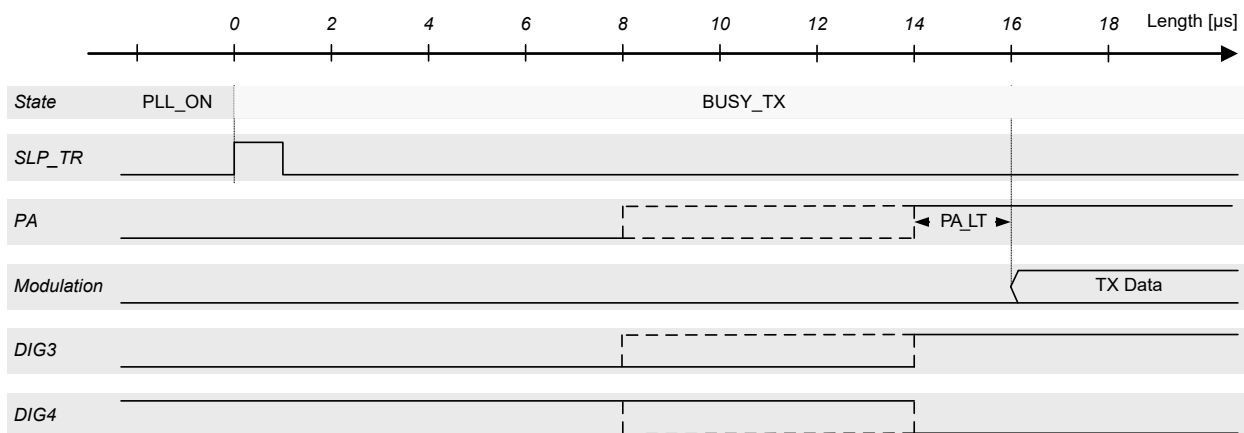 0 2 4 6 8 10 12 14 16 18 Length [µs]
State PLL_ON BUSY_TX
SLP_TR
PA PA_LT
Modulation TX Data
DIG3
DIG4